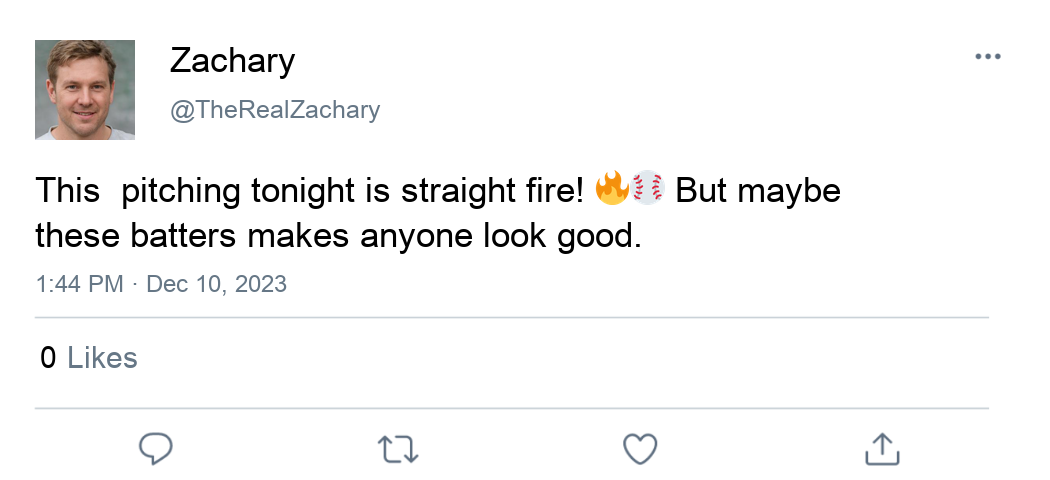 Zachary
@TheRealZachary
This  pitching tonight is straight fire! 🔥⚾ But maybe
these batters makes anyone look good.
1:44 PM · Dec 10, 2023
0 Likes